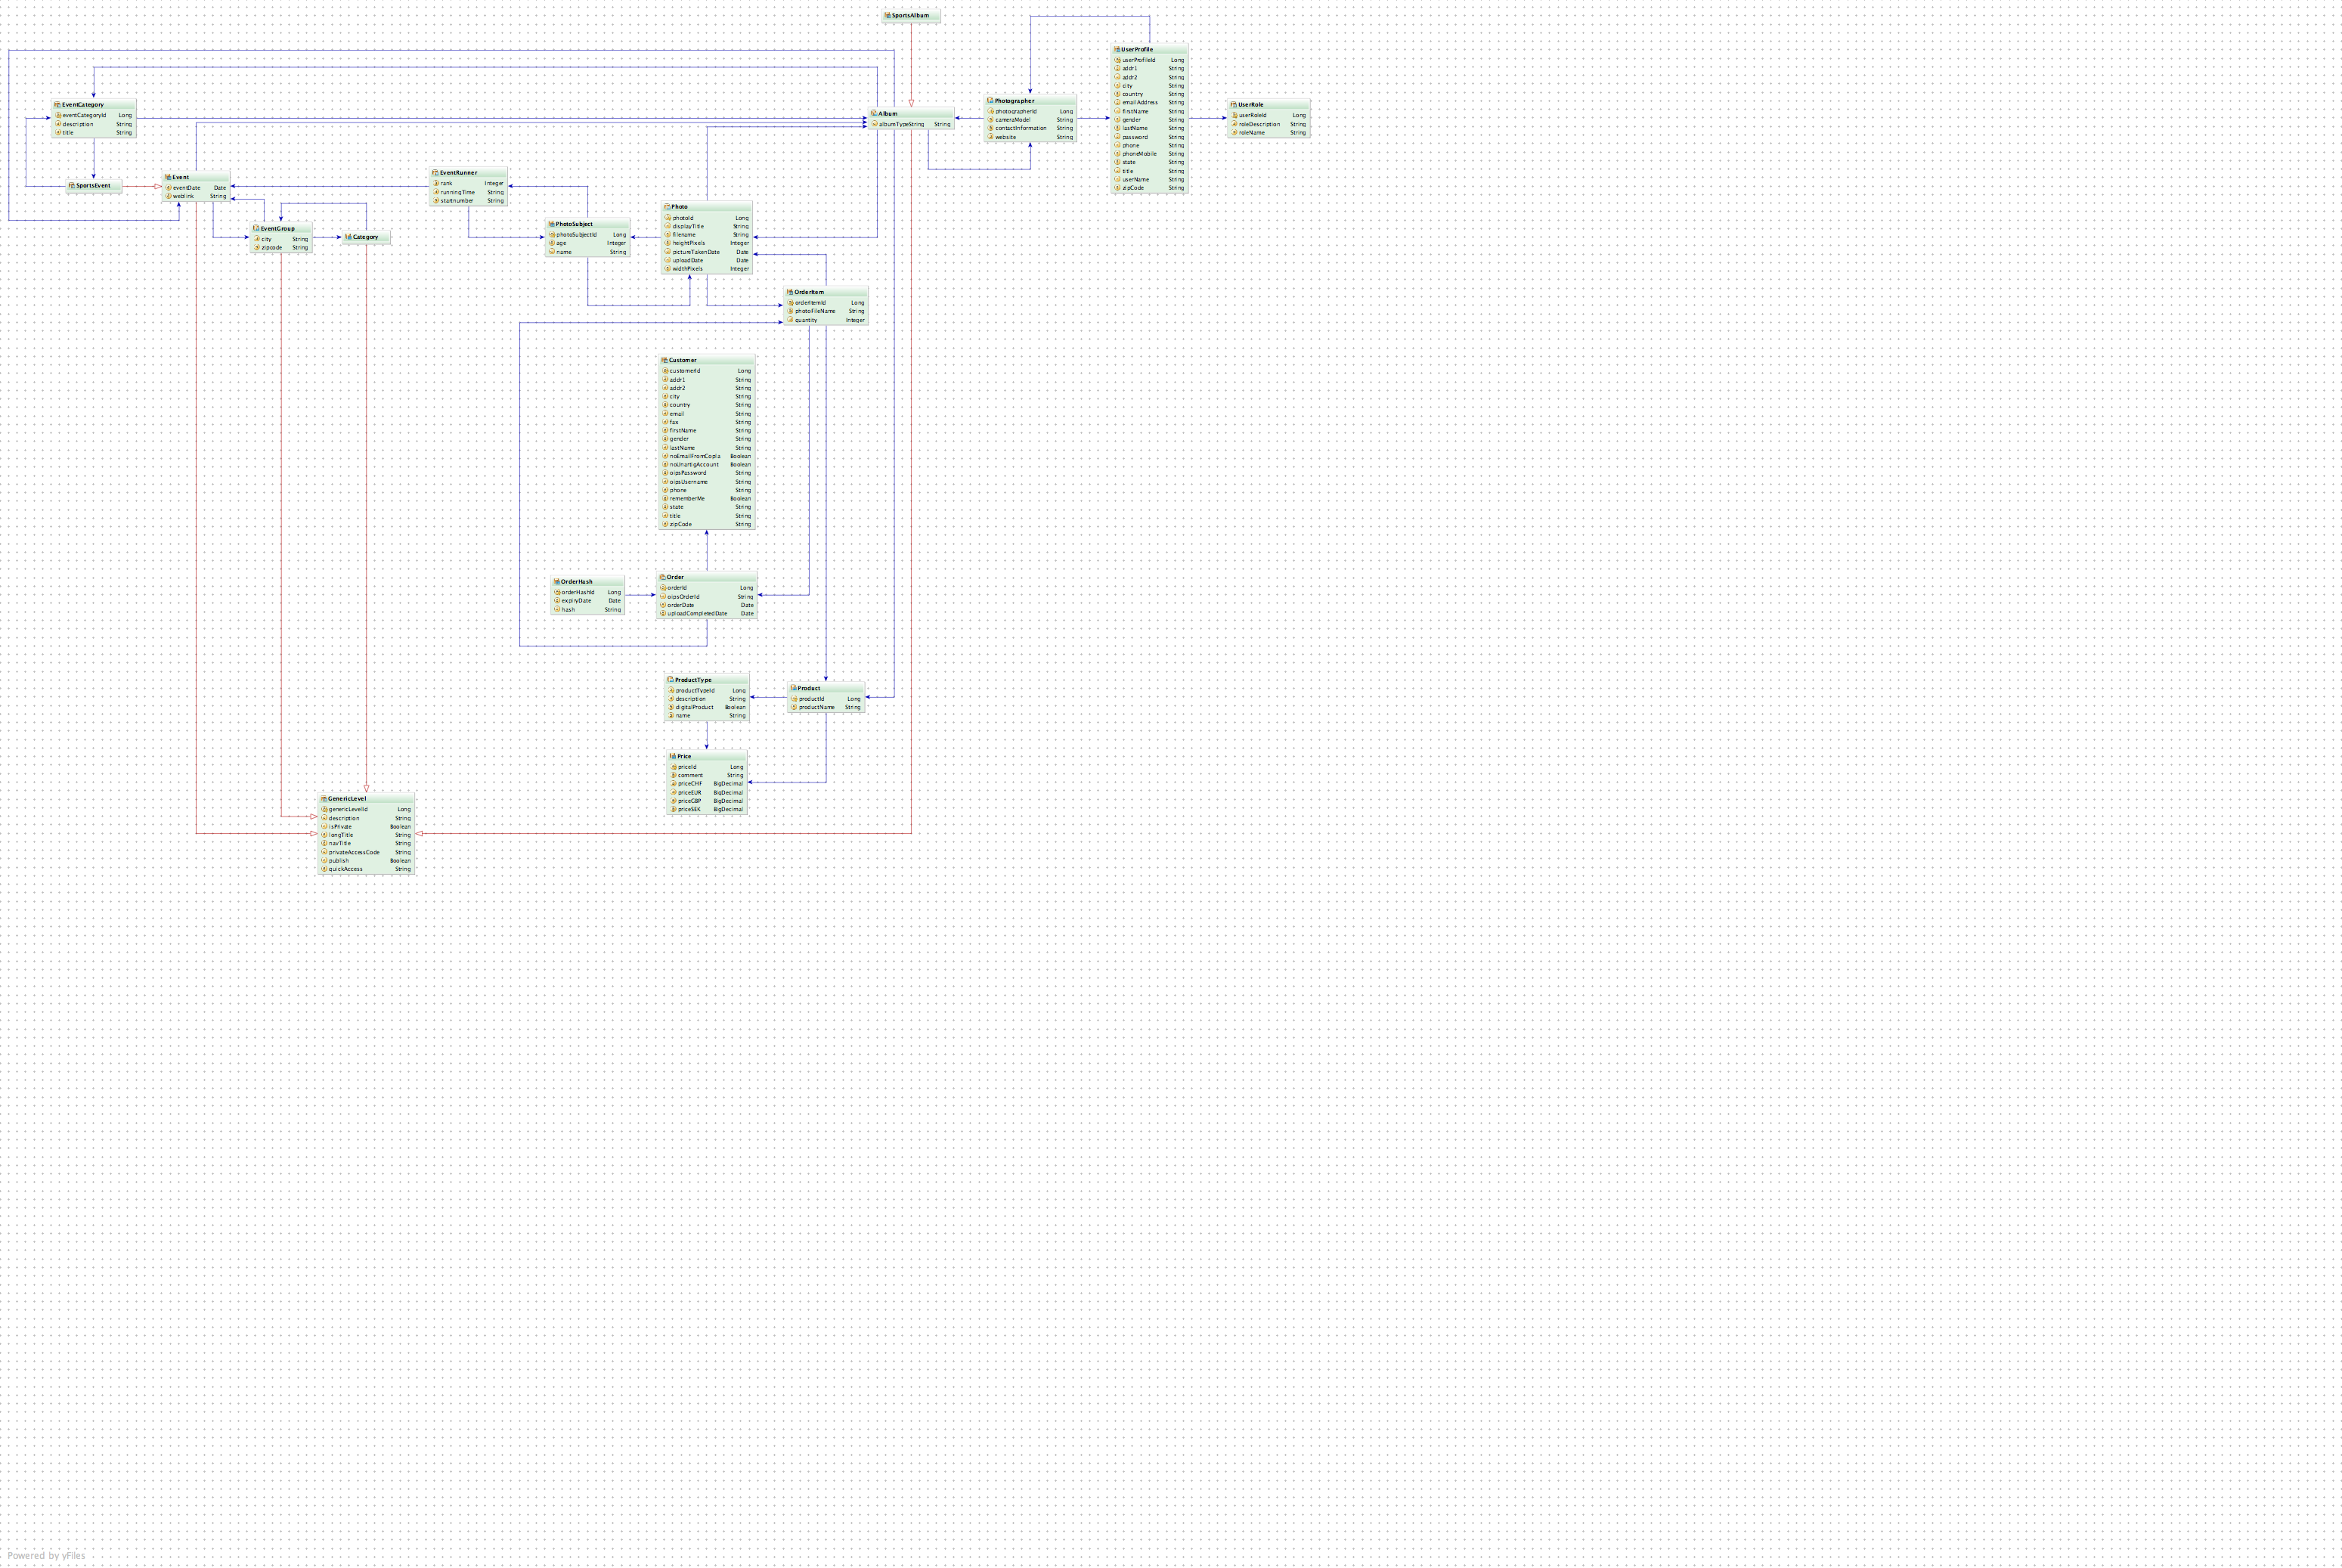 SportsAlbum
UserProfile
userProfileId Long
addr1 String
addr2 String
city String
country String
emailAddress String
firstName String
gender String
lastName String
password String
phone String
phoneMobile String
state String
title String
userName String
zipCode String
UserRole
userRoleId Long
roleDescription String
roleName String
Photographer
photographerId Long
cameraModel String
contactInformation String
website String
Album
albumTypeString String
EventCategory
eventCategoryId Long
description String
title String
SportsEvent
Event
eventDate Date
weblink String
EventRunner
rank Integer
runningTime String
startnumber String
EventGroup
city String
zipcode String
Category
PhotoSubject
photoSubjectId Long
age Integer
name String
Photo
photoId Long
displayTitle String
filename String
heightPixels Integer
pictureTakenDate Date
uploadDate Date
widthPixels Integer
OrderItem
orderItemId Long
photoFileName String
quantity Integer
Customer
customerId Long
addr1 String
addr2 String
city String
country String
email String
fax String
firstName String
gender String
lastName String
noEmailFromCopla Boolean
noUnartigAccount Boolean
oipsPassword String
oipsUsername String
phone String
rememberMe Boolean
state String
title String
zipCode String
OrderHash
orderHashId Long
expiryDate Date
hash String
Order
orderId Long
oipsOrderId String
orderDate Date
uploadCompletedDate Date
ProductType
productTypeId Long
description String
digitalProduct Boolean
name String
Product
productId Long
productName String
Price
priceId Long
comment String
priceCHF BigDecimal
priceEUR BigDecimal
priceGBP BigDecimal
priceSEK BigDecimal
GenericLevel
genericLevelId Long
description String
isPrivate Boolean
longTitle String
navTitle String
privateAccessCode String
publish Boolean
quickAccess String
Powered by yFiles